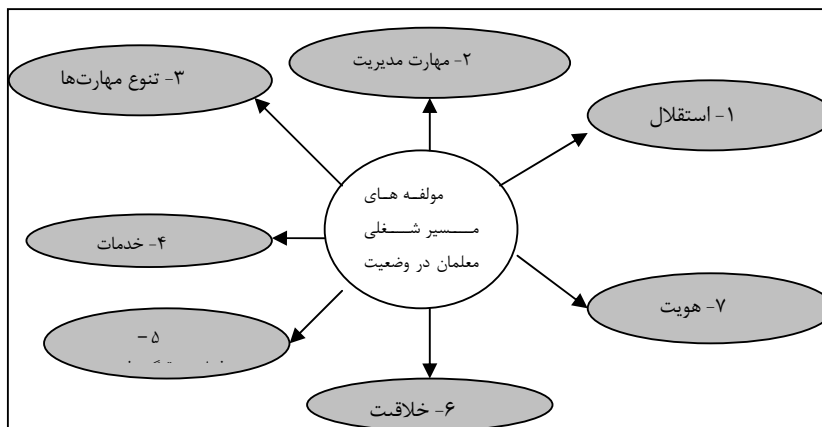 مولفه های
مسیر شغلی
معلمان در وضعیت
۱- استقلال
۲- مهارت مدیریت
۳- تنوع مهارت‌ها
۴- خدمات
۵-
۶- خلاقیت
۷- هویت